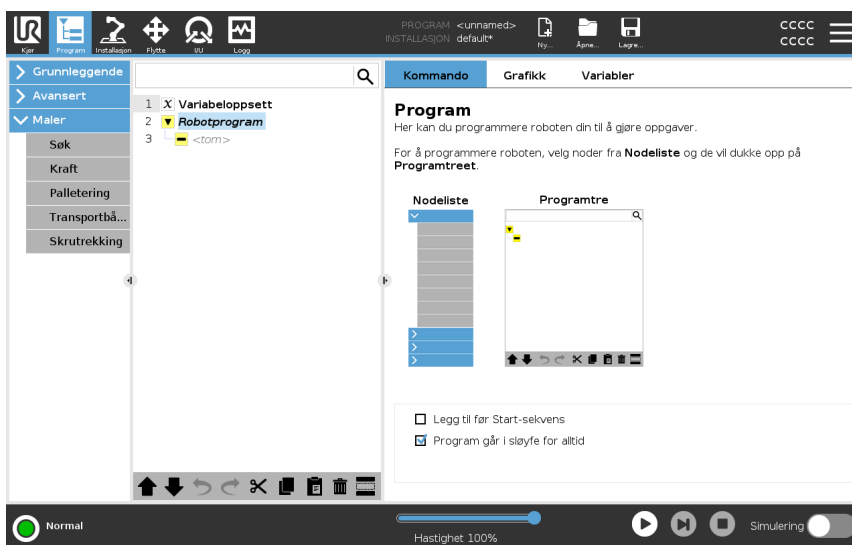 PROGRAM <unnamed>
INSTALLASJON default*
Kjør Program Installasjon Flytte I/U Logg
Ny... Åpne... Lagre...
CCCC
CCCC
Grunnleggende
Avansert
Maler
Søk
Kraft
Palletering
Transportbå...
Skrutrekking
1 X Variabeloppsett
2 Robotprogram
3 <tom>
Kommando Grafikk Variabler
Program
Her kan du programmere roboten din til å gjøre oppgaver.
For å programmere roboten, velg noder fra Nodeliste og de vil dukke opp på
Programtreet.
Nodeliste Programtre
Legg til før Start-sekvens
Program går i sløyfe for alltid
Normal
Hastighet 100%
Simulering